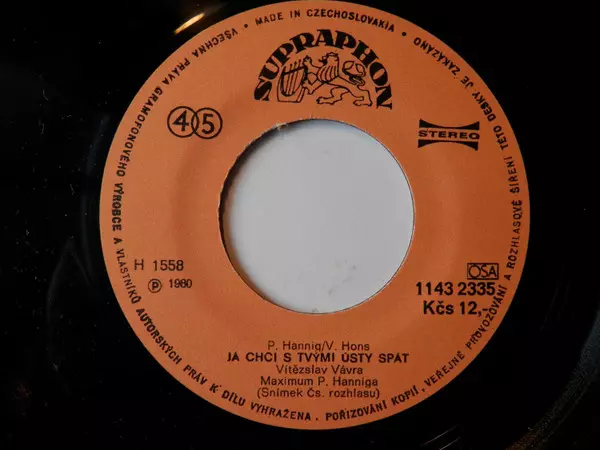 VŠECHNA PRÁVA GRAMOFONOVÉHO VÝROBCE A VLASTNÍKŮ AUTORSKÝCH PRÁV K DÍLU VYHRAŽENA. POŘIZOVÁNÍ KOPIÍ, VEŘEJNÉ PROVOZOVÁNÍ A ROZHLASOVÉ ŠÍŘENÍ TÉTO DESKY JE ZAKÁZÁNO • MADE IN CZECHOSLOVAKIA •
SUPRAPHON
45
STEREO
H 1558
℗ 1980
OSA
1143 2335
Kčs 12,-
P. Hannig/V. Hons
JÁ CHCI S TVÝMI ÚSTY SPÁT
Vítězslav Vávra
Maximum P. Hanniga
(Snímek Čs. rozhlasu)